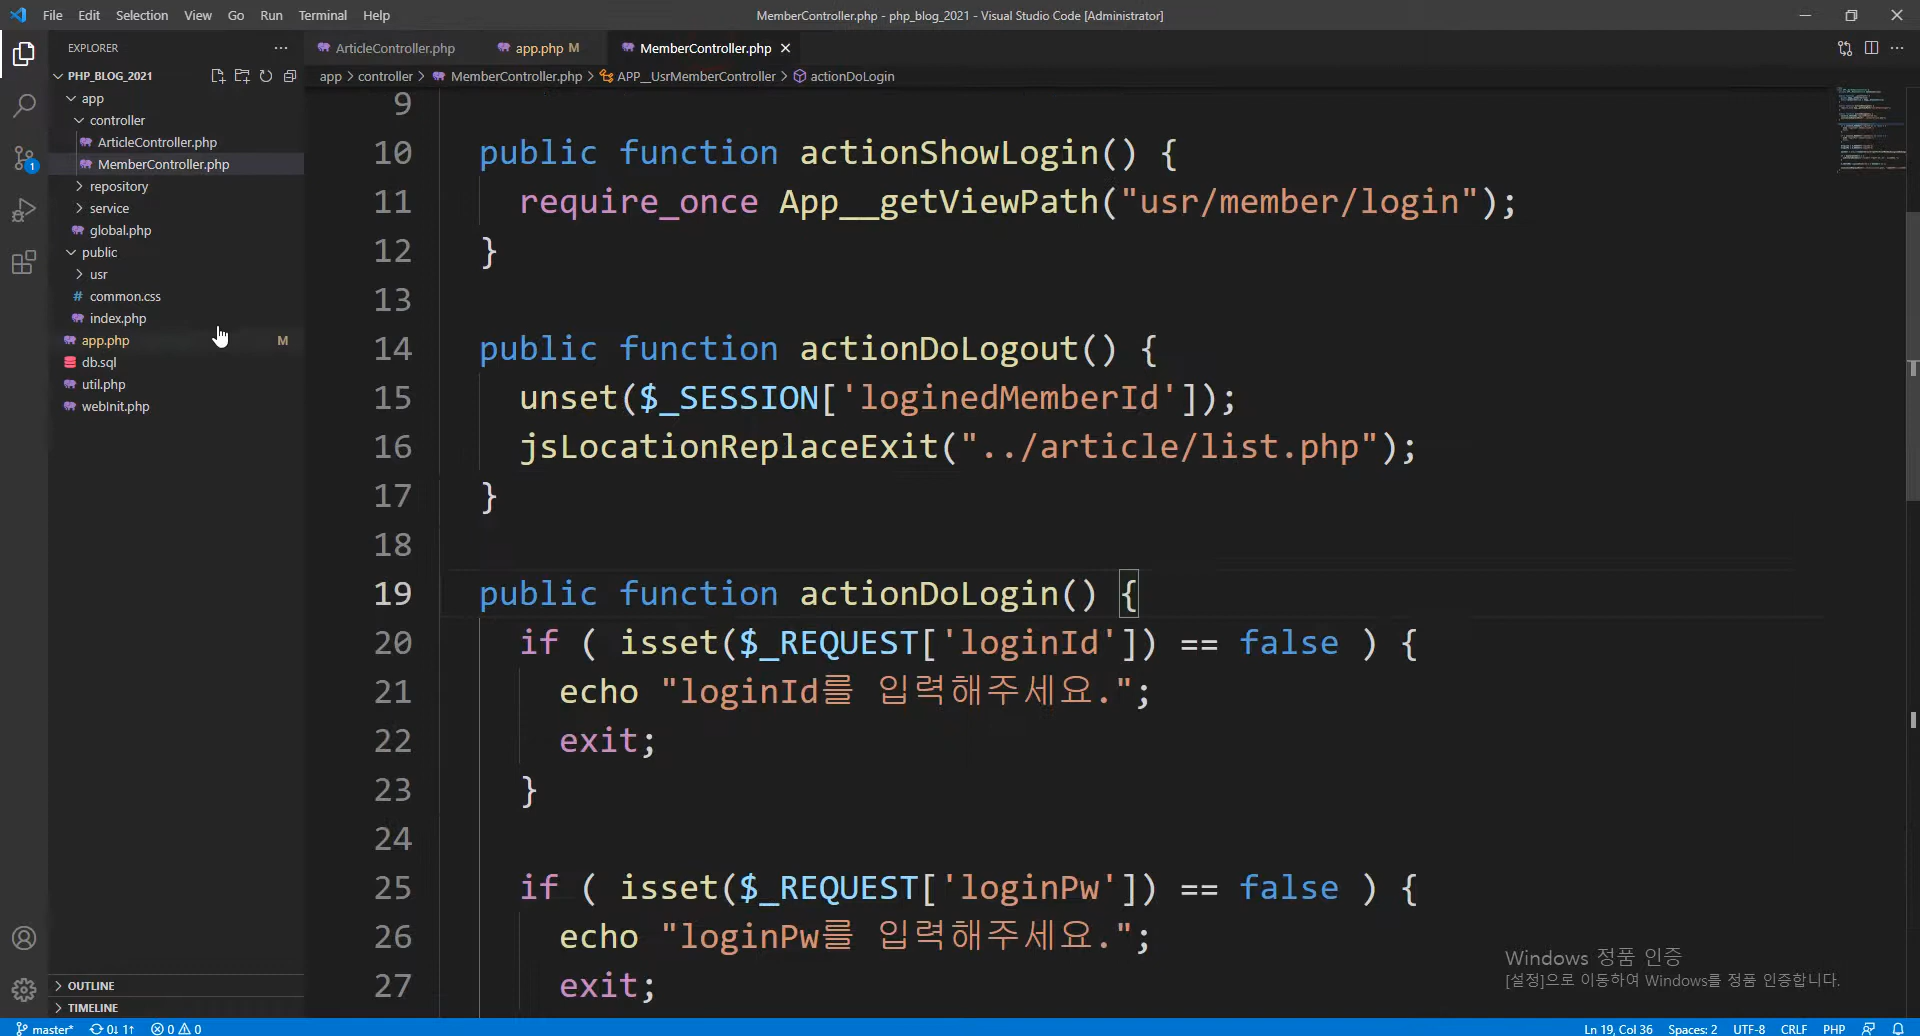 File Edit Selection View Go Run Terminal Help
MemberController.php - php_blog_2021 - Visual Studio Code [Administrator]
EXPLORER
PHP_BLOG_2021
app
controller
ArticleController.php
MemberController.php
repository
service
global.php
public
usr
# common.css
index.php
app.php M
db.sql
util.php
webInit.php
OUTLINE
TIMELINE
1
ArticleController.php app.php M MemberController.php
app > controller > MemberController.php > APP__UsrMemberController > actionDoLogin
9
10 public function actionShowLogin() {
11 require_once App__getViewPath("usr/member/login");
12 }
13
14 public function actionDoLogout() {
15 unset($_SESSION['loginedMemberId']);
16 jsLocationReplaceExit("../article/list.php");
17 }
18
19 public function actionDoLogin() {
20 if ( isset($_REQUEST['loginId']) == false ) {
21 echo "loginId를 입력해주세요.";
22 exit;
23 }
24
25 if ( isset($_REQUEST['loginPw']) == false ) {
26 echo "loginPw를 입력해주세요.";
27 exit;
Windows 정품 인증
[설정]으로 이동하여 Windows를 정품 인증합니다.
master* 0↓ 1↑ 0 0
Ln 19, Col 36 Spaces: 2 UTF-8 CRLF PHP